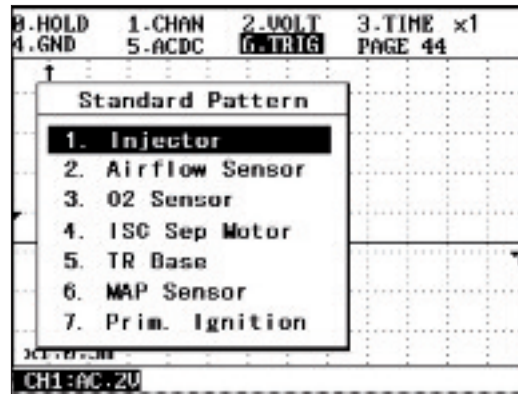 0.HOLD 1.CHAN 2.VOLT 3.TIME ×1
4.GND 5.ACDC 6.TRIG PAGE 44
Standard Pattern
1. Injector
2. Airflow Sensor
3. O2 Sensor
4. ISC Sep Motor
5. TR Base
6. MAP Sensor
7. Prim. Ignition
CH1:AC.2V